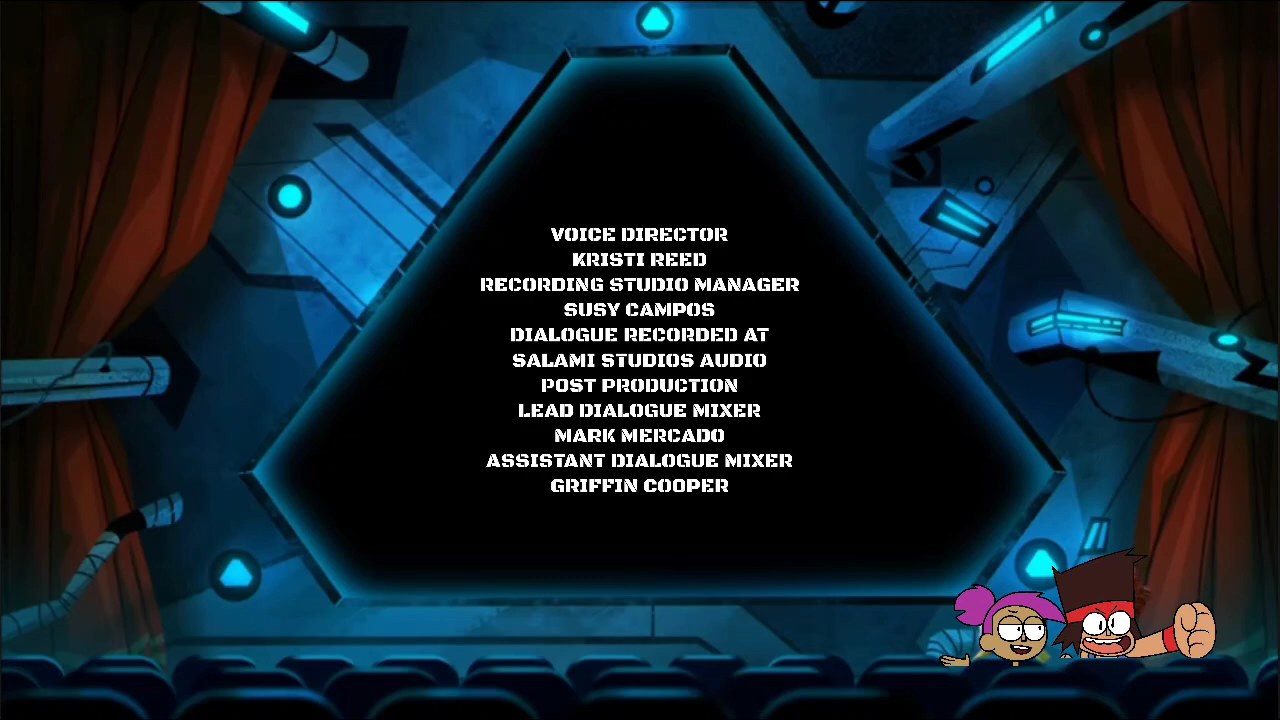 VOICE DIRECTOR
KRISTI REED
RECORDING STUDIO MANAGER
SUSY CAMPOS
DIALOGUE RECORDED AT
SALAMI STUDIOS AUDIO
POST PRODUCTION
LEAD DIALOGUE MIXER
MARK MERCADO
ASSISTANT DIALOGUE MIXER
GRIFFIN COOPER